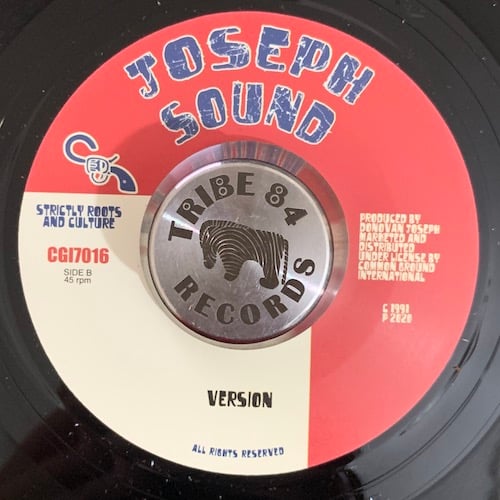 JOSEPH
SOUND
STRICTLY ROOTS
AND CULTURE
CGI7016
SIDE B
45 rpm
TRIBE 84
RECORDS
PRODUCED BY
DONOVAN JOSEPH
MARKETED AND
DISTRIBUTED
UNDER LICENSE BY
COMMON GROUND
INTERNATIONAL
C 1991
P 2020
VERSION
ALL RIGHTS RESERVED